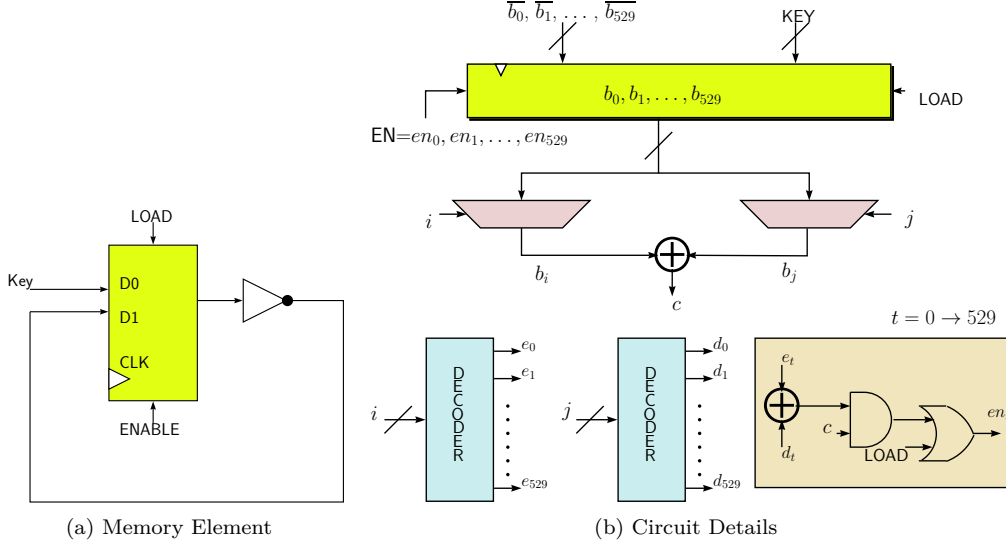 LOAD
Key
D0
D1
CLK
ENABLE
(a) Memory Element
b̅₀, b̅₁, . . . , b̅₅₂₉
KEY
b₀, b₁, . . . , b₅₂₉
LOAD
EN=en₀, en₁, . . . , en₅₂₉
i
j
bᵢ
bⱼ
c
t = 0 → 529
i
DECODER
e₀
e₁
e₅₂₉
j
DECODER
d₀
d₁
d₅₂₉
eₜ
dₜ
c
LOAD
en
(b) Circuit Details